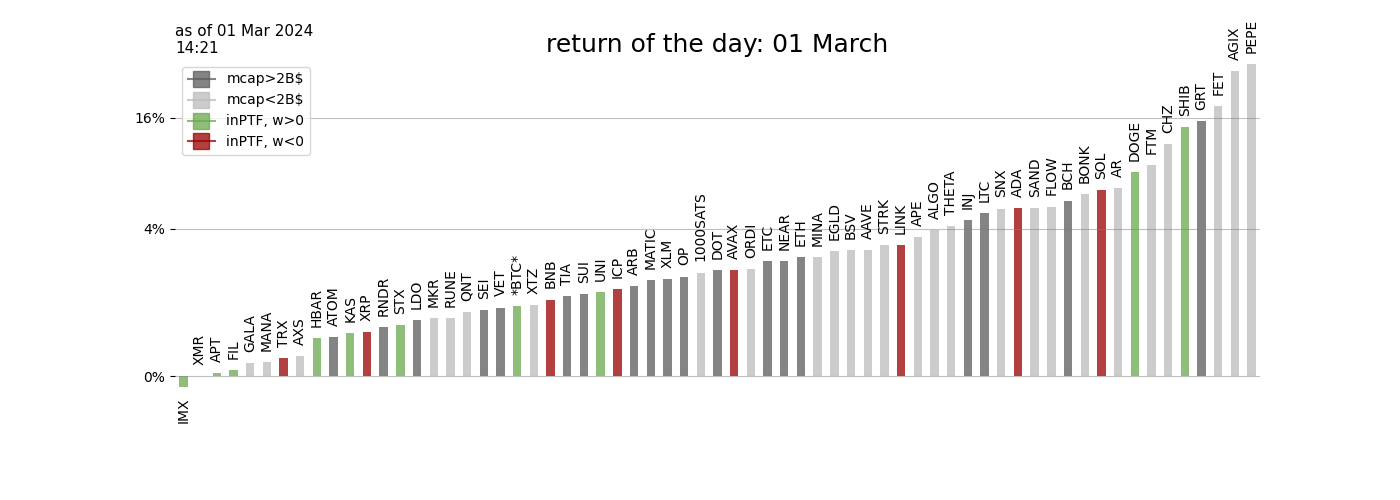 as of 01 Mar 2024
14:21
return of the day: 01 March
mcap>2B$
mcap<2B$
inPTF, w>0
inPTF, w<0
16%
4%
0%
IMX
XMR
APT
FIL
GALA
MANA
TRX
AXS
HBAR
ATOM
KAS
XRP
RNDR
STX
LDO
MKR
RUNE
QNT
SEI
VET
*BTC*
XTZ
BNB
TIA
SUI
UNI
ICP
ARB
MATIC
XLM
OP
1000SATS
DOT
AVAX
ORDI
ETC
NEAR
ETH
MINA
EGLD
BSV
AAVE
STRK
LINK
APE
ALGO
THETA
INJ
LTC
SNX
ADA
SAND
FLOW
BCH
BONK
SOL
AR
DOGE
FTM
CHZ
SHIB
GRT
FET
AGIX
PEPE